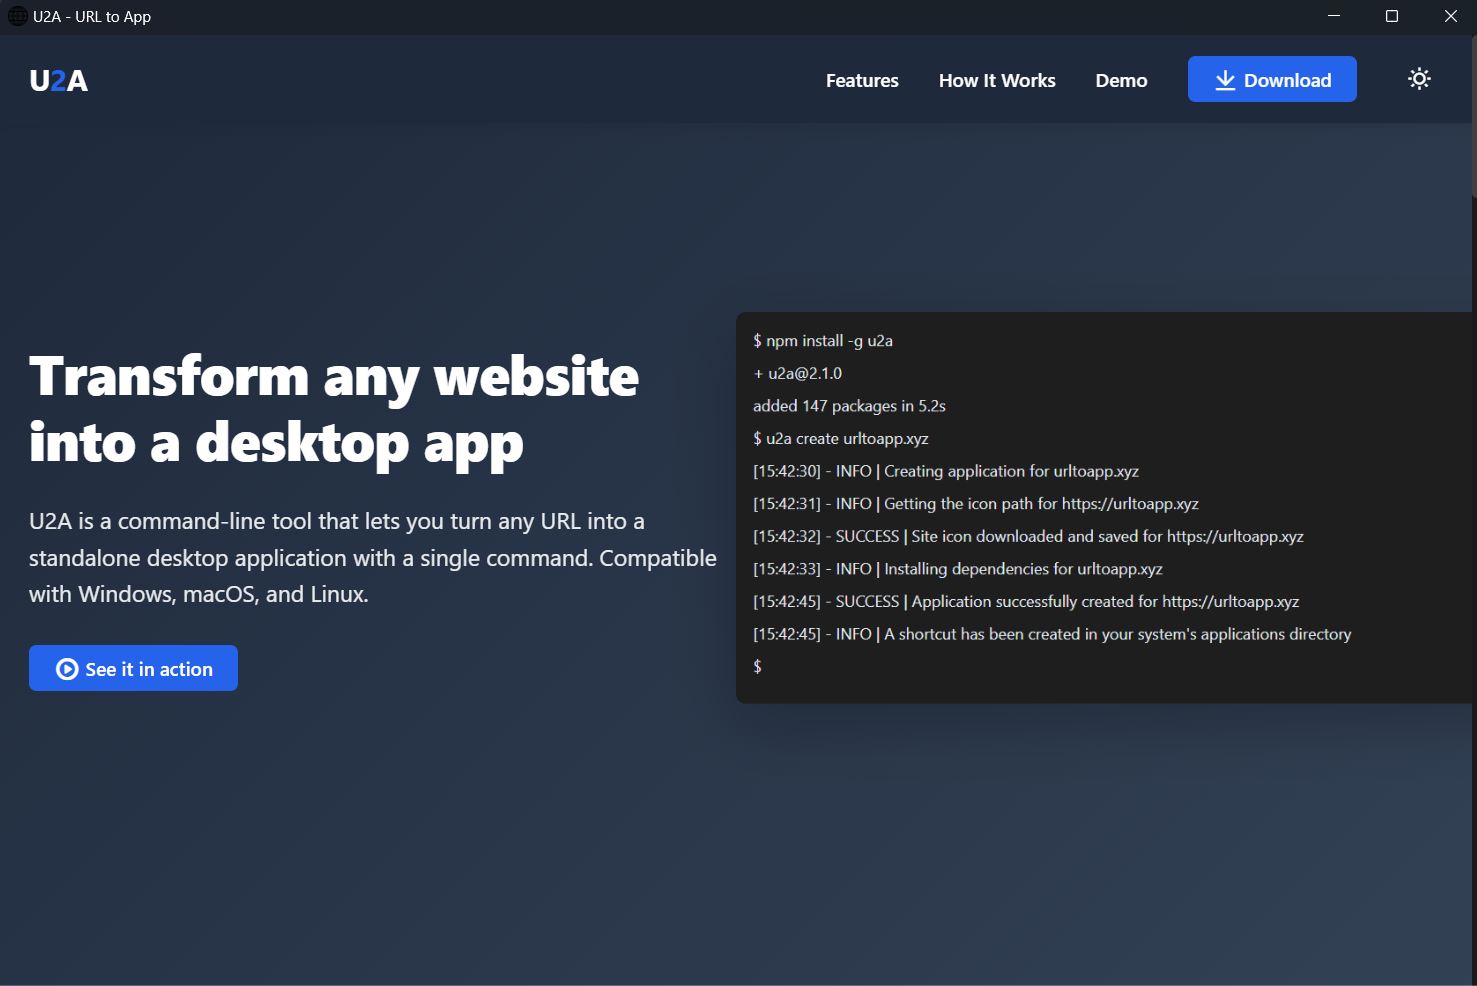 U2A - URL to App
U2A
Features
How It Works
Demo
Download
Transform any website
into a desktop app
U2A is a command-line tool that lets you turn any URL into a
standalone desktop application with a single command. Compatible
with Windows, macOS, and Linux.
See it in action
$ npm install -g u2a
+ u2a@2.1.0
added 147 packages in 5.2s
$ u2a create urltoapp.xyz
[15:42:30] - INFO | Creating application for urltoapp.xyz
[15:42:31] - INFO | Getting the icon path for https://urltoapp.xyz
[15:42:32] - SUCCESS | Site icon downloaded and saved for https://urltoapp.xyz
[15:42:33] - INFO | Installing dependencies for urltoapp.xyz
[15:42:45] - SUCCESS | Application successfully created for https://urltoapp.xyz
[15:42:45] - INFO | A shortcut has been created in your system's applications directory
$